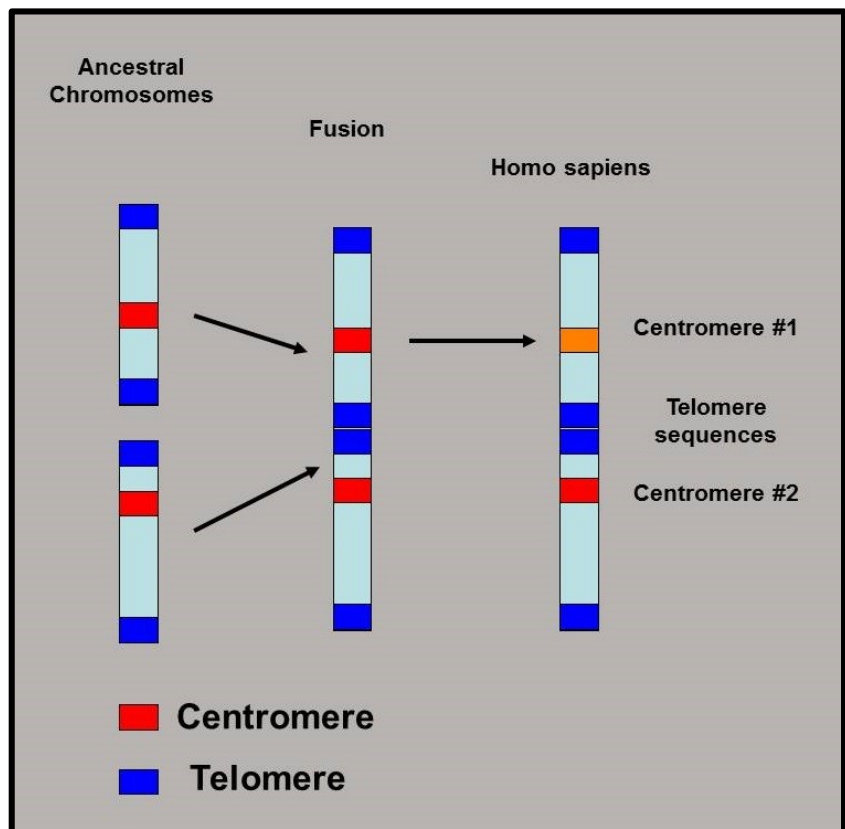 Ancestral
Chromosomes
Fusion
Homo sapiens
Centromere #1
Telomere
sequences
Centromere #2
Centromere
Telomere